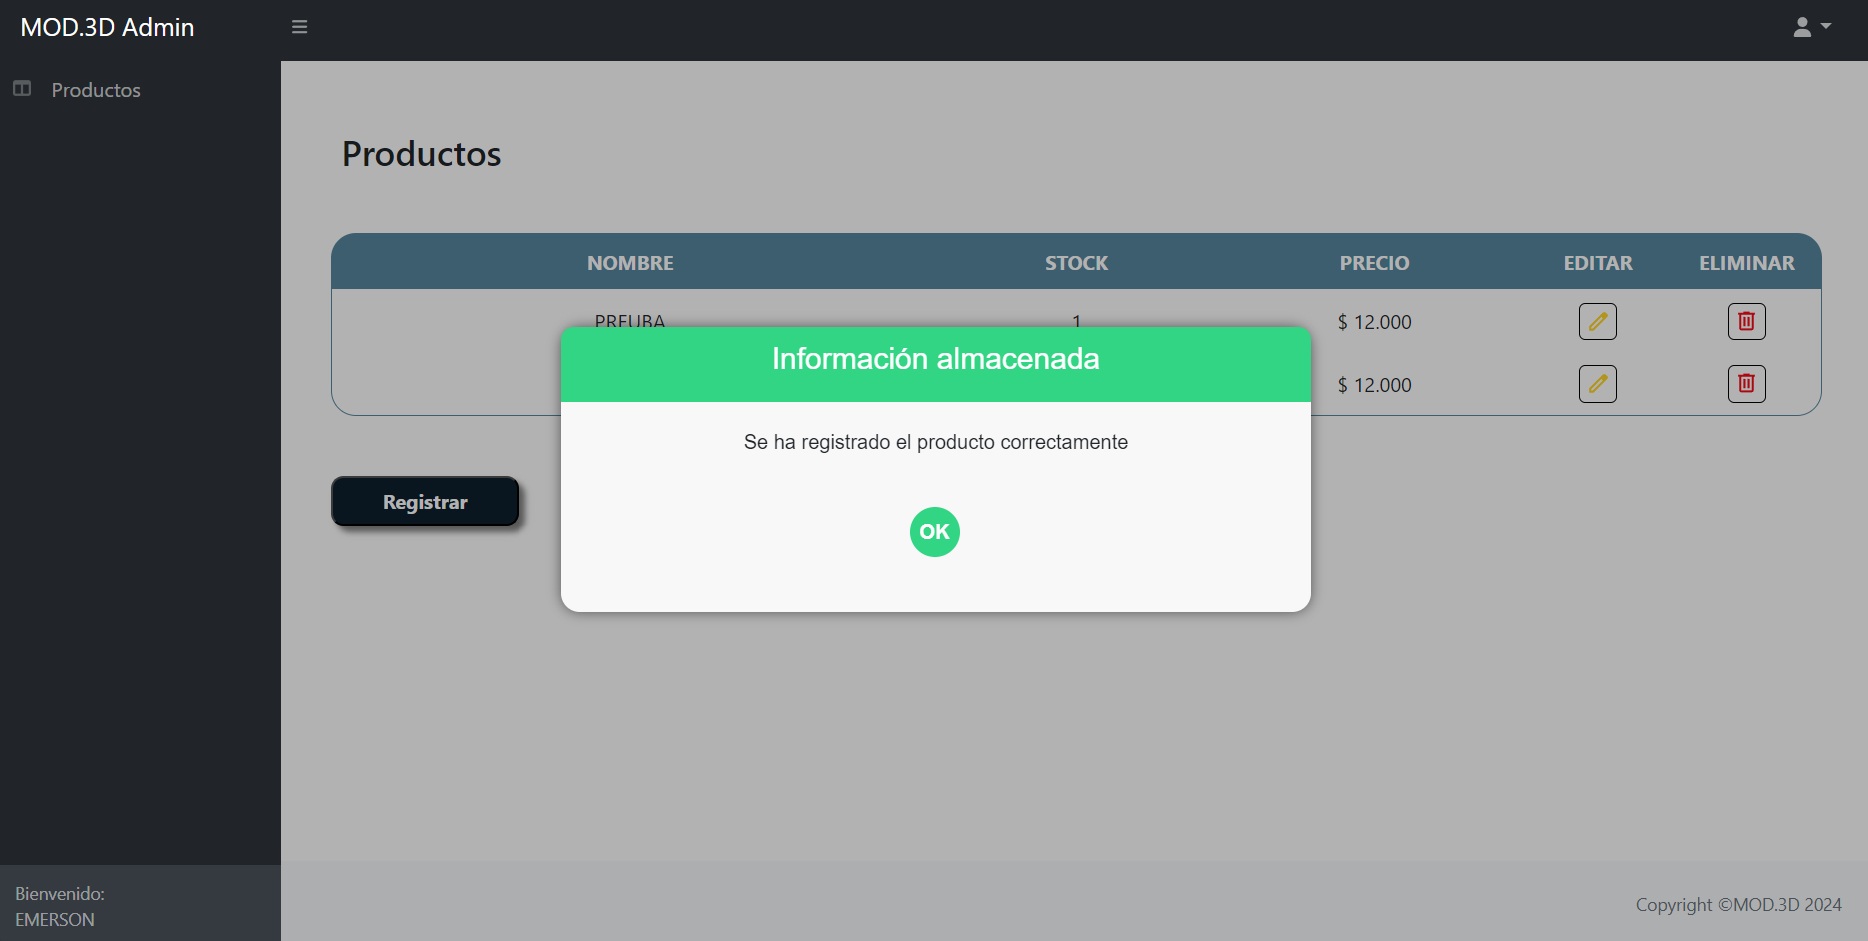 MOD.3D Admin
Productos
Productos
NOMBRE STOCK PRECIO EDITAR ELIMINAR
PREUBA 1 $ 12.000
$ 12.000
Información almacenada
Se ha registrado el producto correctamente
OK
Registrar
Bienvenido:
EMERSON
Copyright ©MOD.3D 2024